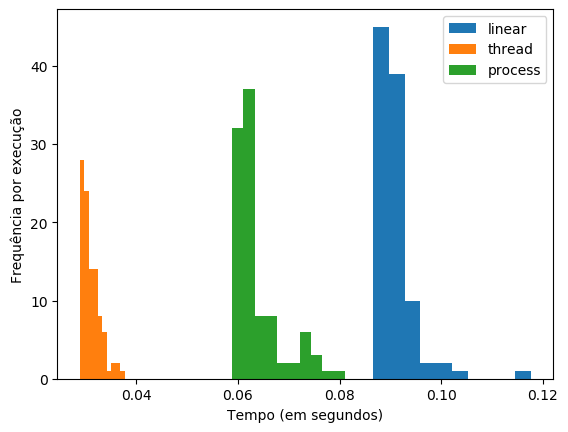 linear
thread
process
Frequência por execução
40
30
20
10
0
0.04
0.06
0.08
0.10
0.12
Tempo (em segundos)